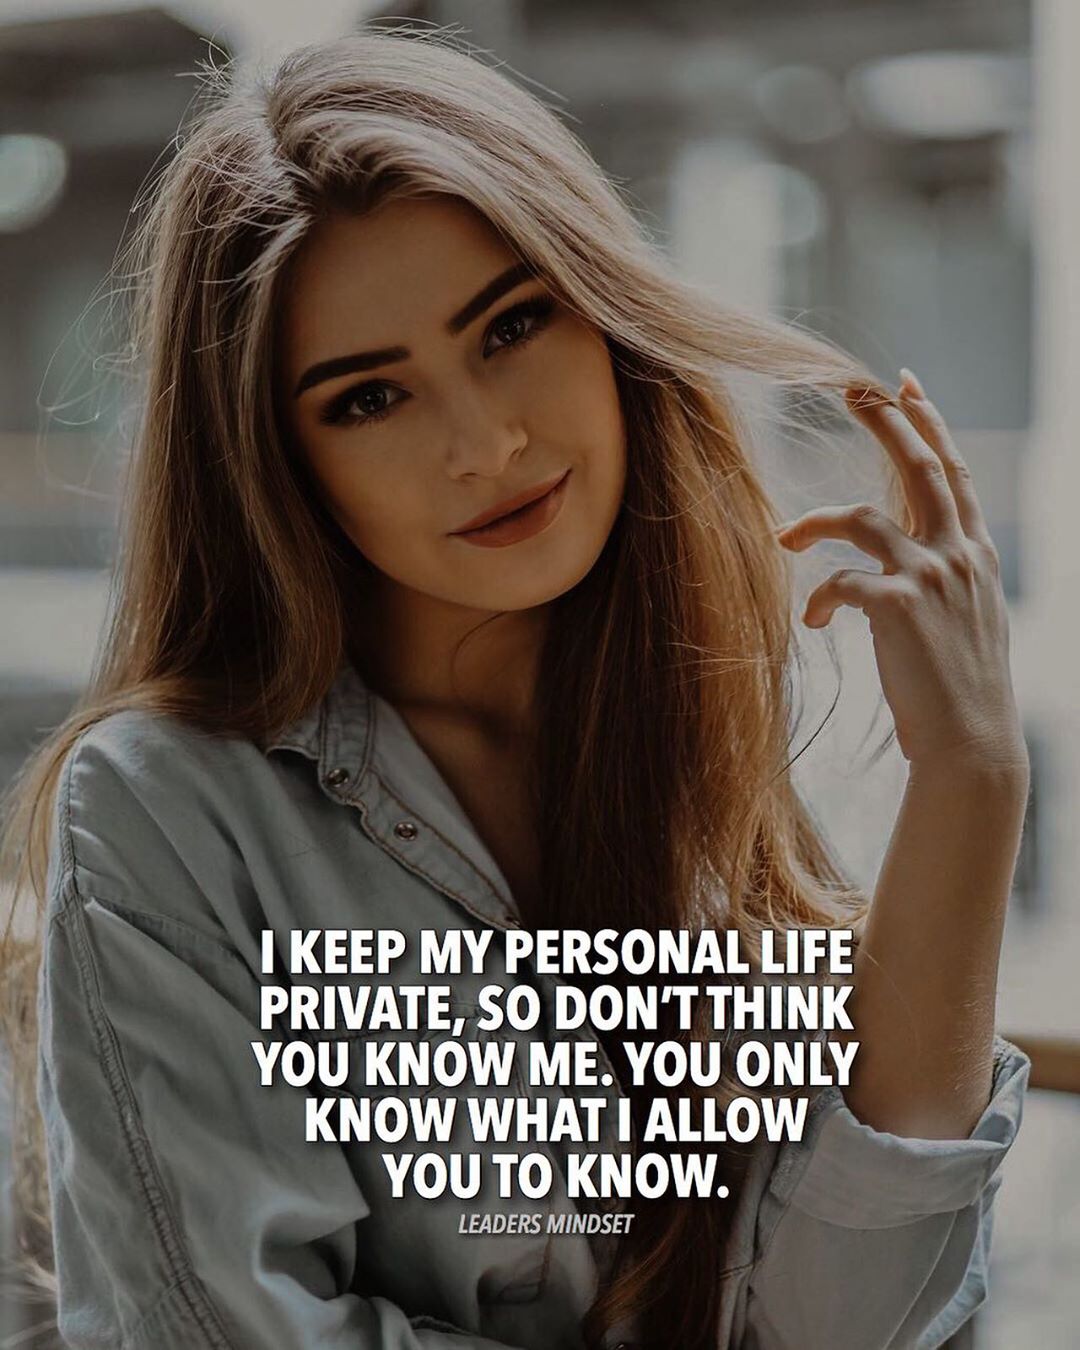 I KEEP MY PERSONAL LIFE
PRIVATE, SO DON'T THINK
YOU KNOW ME. YOU ONLY
KNOW WHAT I ALLOW
YOU TO KNOW.
LEADERS MINDSET